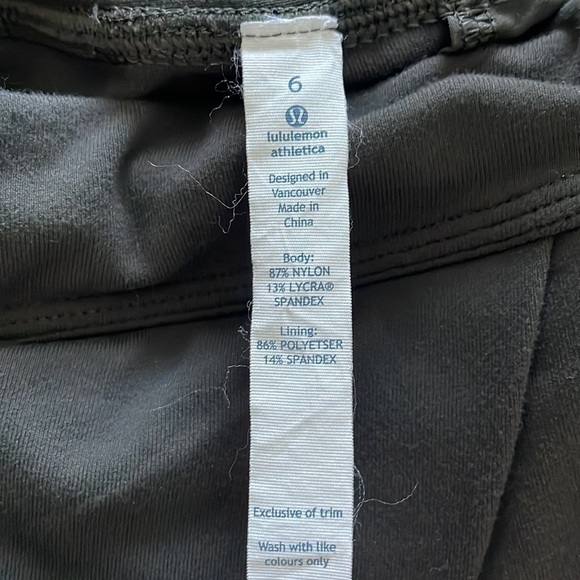 6
lululemon
athletica
Designed in
Vancouver
Made in
China
Body:
87% NYLON
13% LYCRA®
SPANDEX
Lining:
86% POLYETSER
14% SPANDEX
Exclusive of trim
Wash with like
colours only